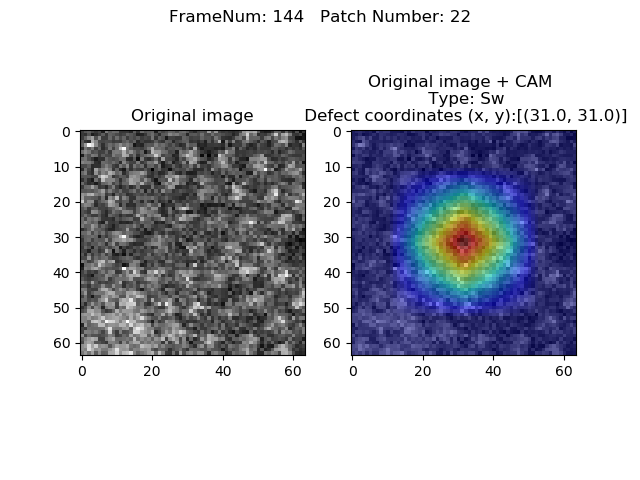 FrameNum: 144   Patch Number: 22
Original image
0
10
20
30
40
50
60
0 20 40 60
Original image + CAM
Type: Sw
Defect coordinates (x, y):[(31.0, 31.0)]
0
10
20
30
40
50
60
0 20 40 60